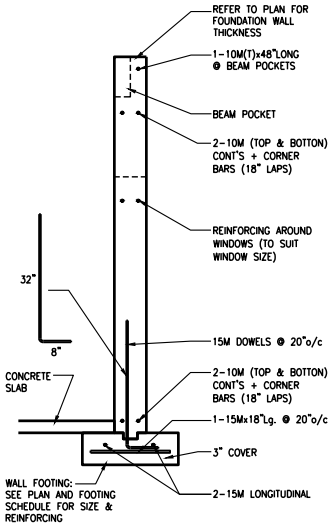 REFER TO PLAN FOR
FOUNDATION WALL
THICKNESS
1-10M(T)x48"LONG
@ BEAM POCKETS
BEAM POCKET
2-10M (TOP & BOTTON)
CONT'S + CORNER
BARS (18" LAPS)
REINFORCING AROUND
WINDOWS (TO SUIT
WINDOW SIZE)
32"
8"
15M DOWELS @ 20"o/c
2-10M (TOP & BOTTOM)
CONT'S + CORNER
BARS (18" LAPS)
CONCRETE
SLAB
1-15Mx18"Lg. @ 20"o/c
3" COVER
WALL FOOTING:
SEE PLAN AND FOOTING
SCHEDULE FOR SIZE &
REINFORCING
2-15M LONGITUDINAL